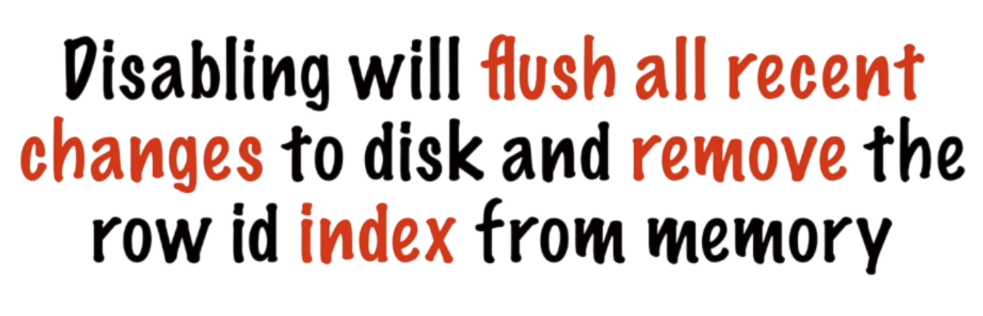 Disabling will flush all recent
changes to disk and remove the
row id index from memory